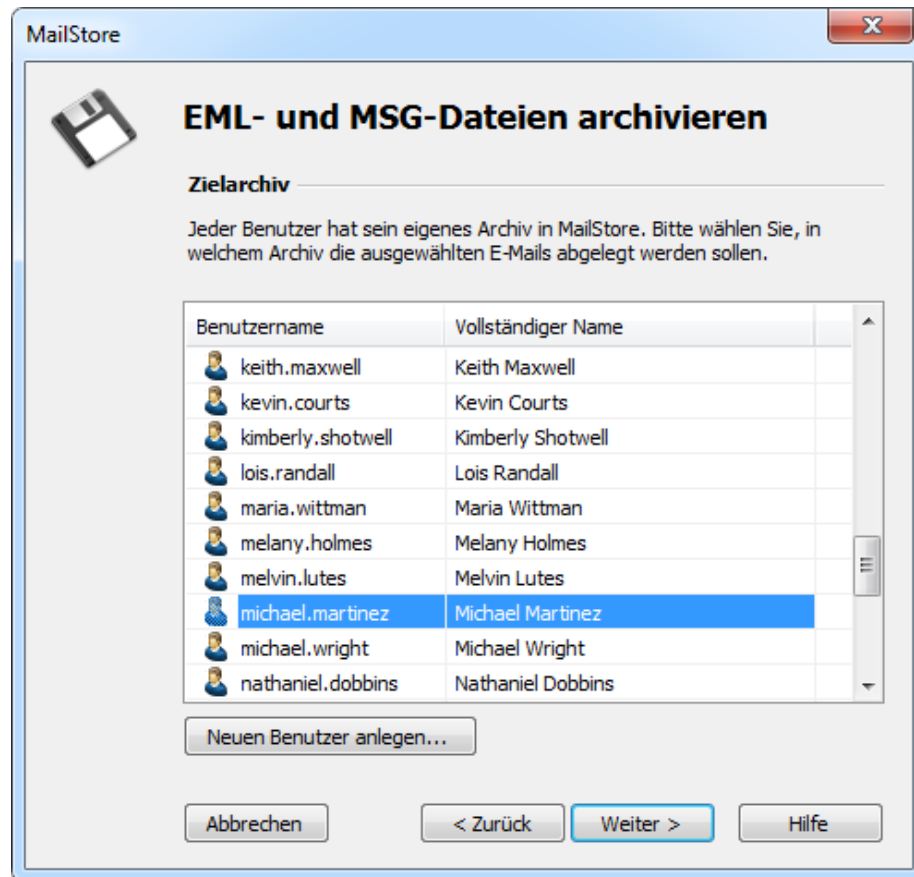 MailStore
X
EML- und MSG-Dateien archivieren
Zielarchiv
Jeder Benutzer hat sein eigenes Archiv in MailStore. Bitte wählen Sie, in
welchem Archiv die ausgewählten E-Mails abgelegt werden sollen.
Benutzername Vollständiger Name
keith.maxwell Keith Maxwell
kevin.courts Kevin Courts
kimberly.shotwell Kimberly Shotwell
lois.randall Lois Randall
maria.wittman Maria Wittman
melany.holmes Melany Holmes
melvin.lutes Melvin Lutes
michael.martinez Michael Martinez
michael.wright Michael Wright
nathaniel.dobbins Nathaniel Dobbins
Neuen Benutzer anlegen...
Abbrechen < Zurück Weiter > Hilfe